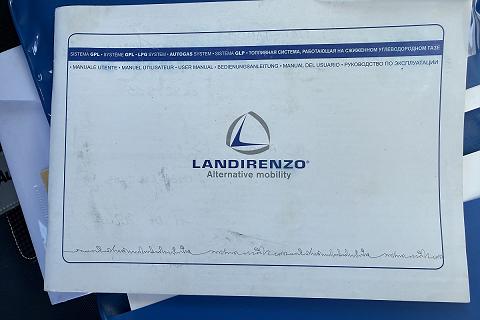 SISTEMA GPL • SYSTÈME GPL • LPG SYSTEM • AUTOGAS SYSTEM • SISTEMA GLP • ТОПЛИВНАЯ СИСТЕМА, РАБОТАЮЩАЯ НА СЖИЖЕННОМ УГЛЕВОДОРОДНОМ ГАЗЕ
• MANUALE UTENTE • MANUEL UTILISATEUR • USER MANUAL • BEDIENUNGSANLEITUNG • MANUAL DEL USUARIO • РУКОВОДСТВО ПО ЭКСПЛУАТАЦИИ
LANDIRENZO®
Alternative mobility